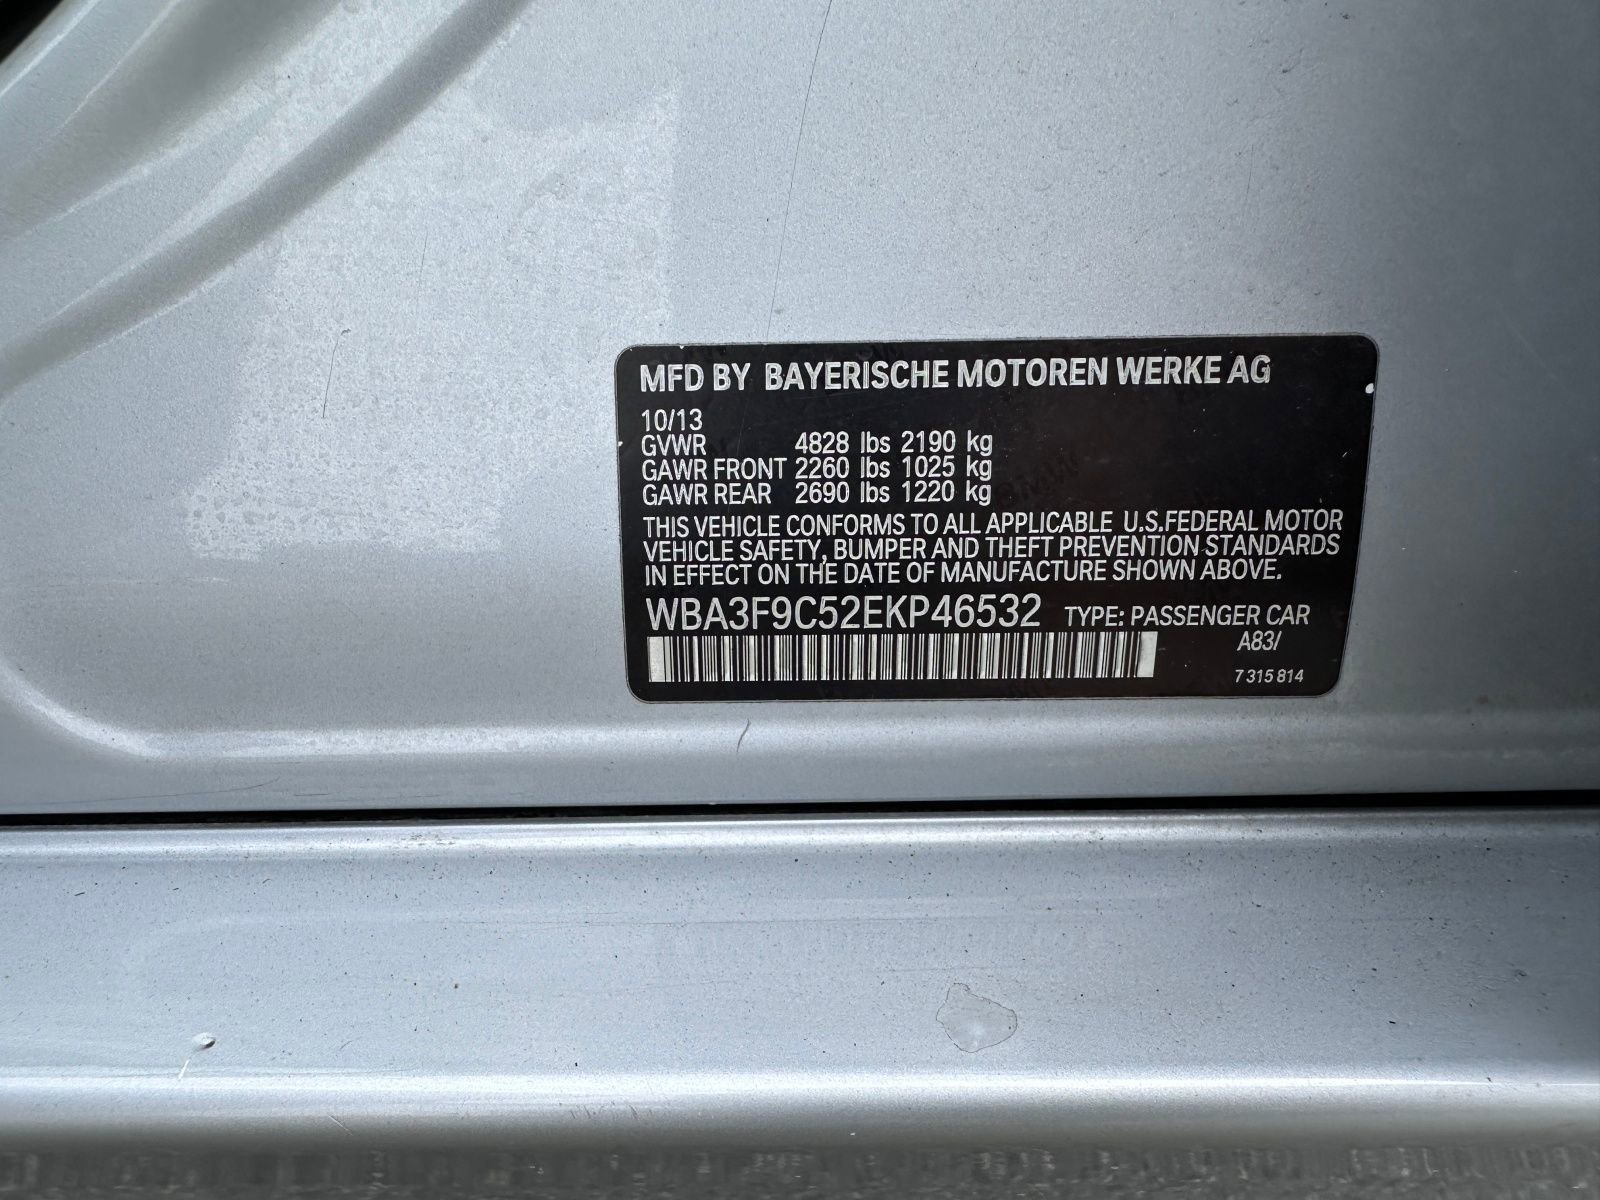 MFD BY BAYERISCHE MOTOREN WERKE AG
10/13
GVWR 4828 lbs 2190 kg
GAWR FRONT 2260 lbs 1025 kg
GAWR REAR 2690 lbs 1220 kg
THIS VEHICLE CONFORMS TO ALL APPLICABLE U.S.FEDERAL MOTOR
VEHICLE SAFETY, BUMPER AND THEFT PREVENTION STANDARDS
IN EFFECT ON THE DATE OF MANUFACTURE SHOWN ABOVE.
WBA3F9C52EKP46532 TYPE: PASSENGER CAR
A83/
7 315 814